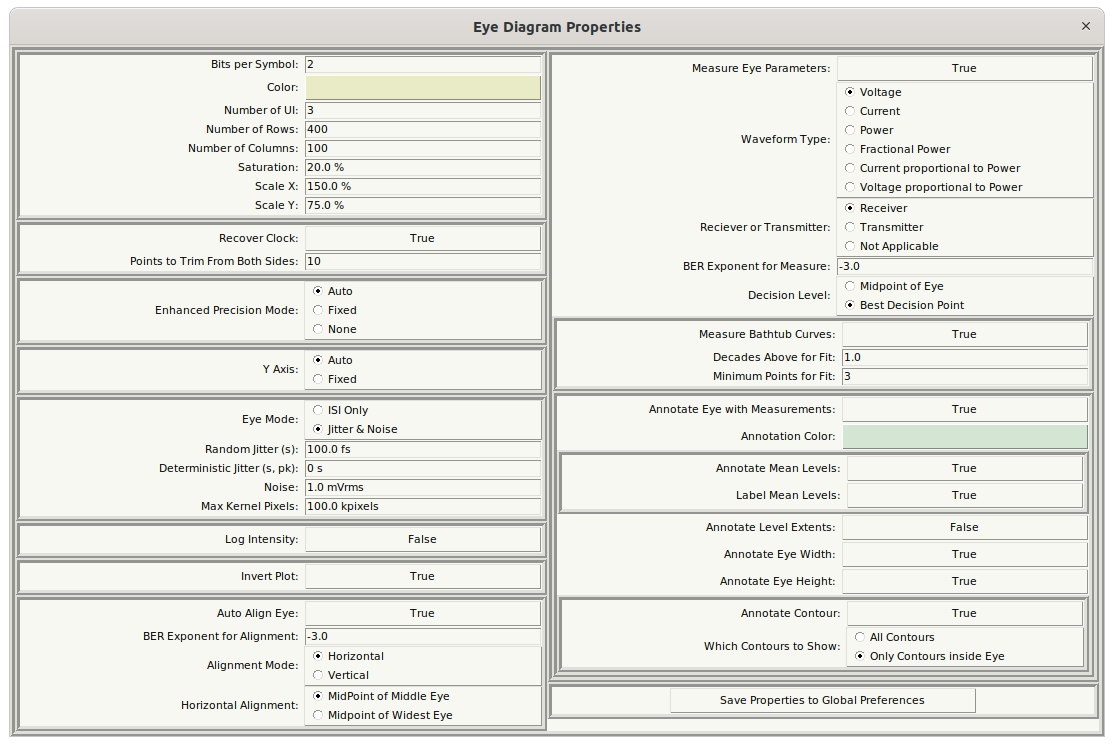 Eye Diagram Properties
×
Bits per Symbol: 2
Color:
Number of UI: 3
Number of Rows: 400
Number of Columns: 100
Saturation: 20.0 %
Scale X: 150.0 %
Scale Y: 75.0 %
Recover Clock: True
Points to Trim From Both Sides: 10
Enhanced Precision Mode: Auto
Fixed
None
Y Axis: Auto
Fixed
Eye Mode: ISI Only
Jitter & Noise
Random Jitter (s): 100.0 fs
Deterministic Jitter (s, pk): 0 s
Noise: 1.0 mVrms
Max Kernel Pixels: 100.0 kpixels
Log Intensity: False
Invert Plot: True
Auto Align Eye: True
BER Exponent for Alignment: -3.0
Alignment Mode: Horizontal
Vertical
Horizontal Alignment: MidPoint of Middle Eye
Midpoint of Widest Eye
Measure Eye Parameters: True
Waveform Type: Voltage
Current
Power
Fractional Power
Current proportional to Power
Voltage proportional to Power
Reciever or Transmitter: Receiver
Transmitter
Not Applicable
BER Exponent for Measure: -3.0
Decision Level: Midpoint of Eye
Best Decision Point
Measure Bathtub Curves: True
Decades Above for Fit: 1.0
Minimum Points for Fit: 3
Annotate Eye with Measurements: True
Annotation Color:
Annotate Mean Levels: True
Label Mean Levels: True
Annotate Level Extents: False
Annotate Eye Width: True
Annotate Eye Height: True
Annotate Contour: True
Which Contours to Show: All Contours
Only Contours inside Eye
Save Properties to Global Preferences